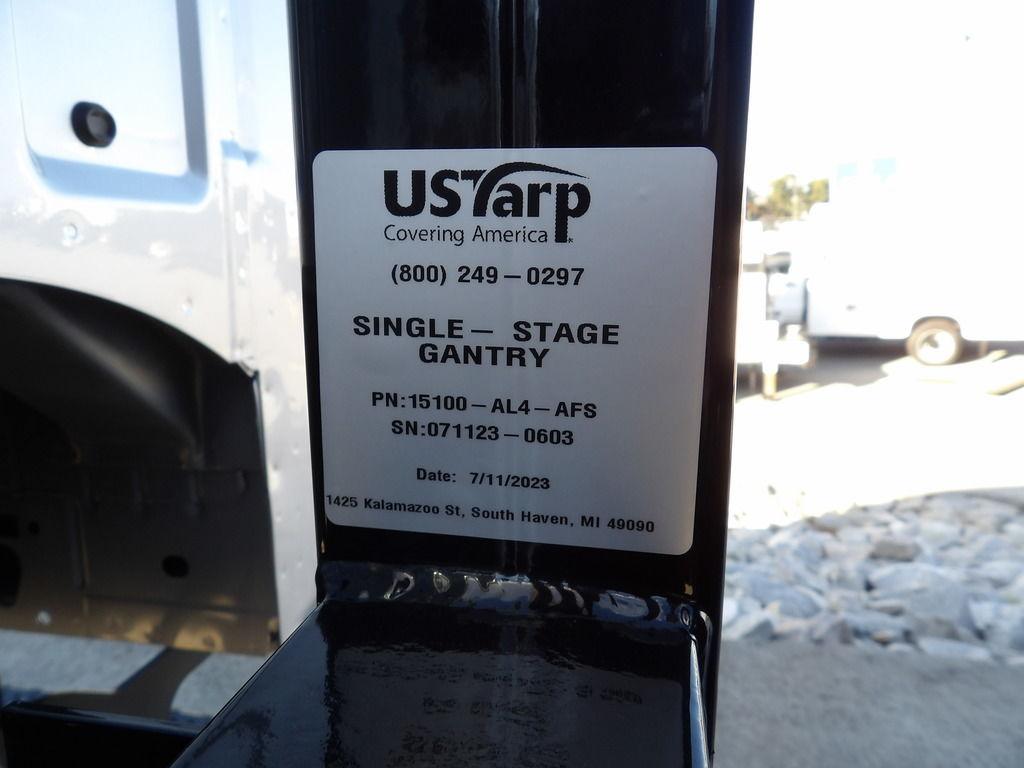 USTarp
Covering America
(800) 249-0297
SINGLE- STAGE
GANTRY
PN:15100-AL4-AFS
SN:071123-0603
Date: 7/11/2023
1425 Kalamazoo St, South Haven, MI 49090